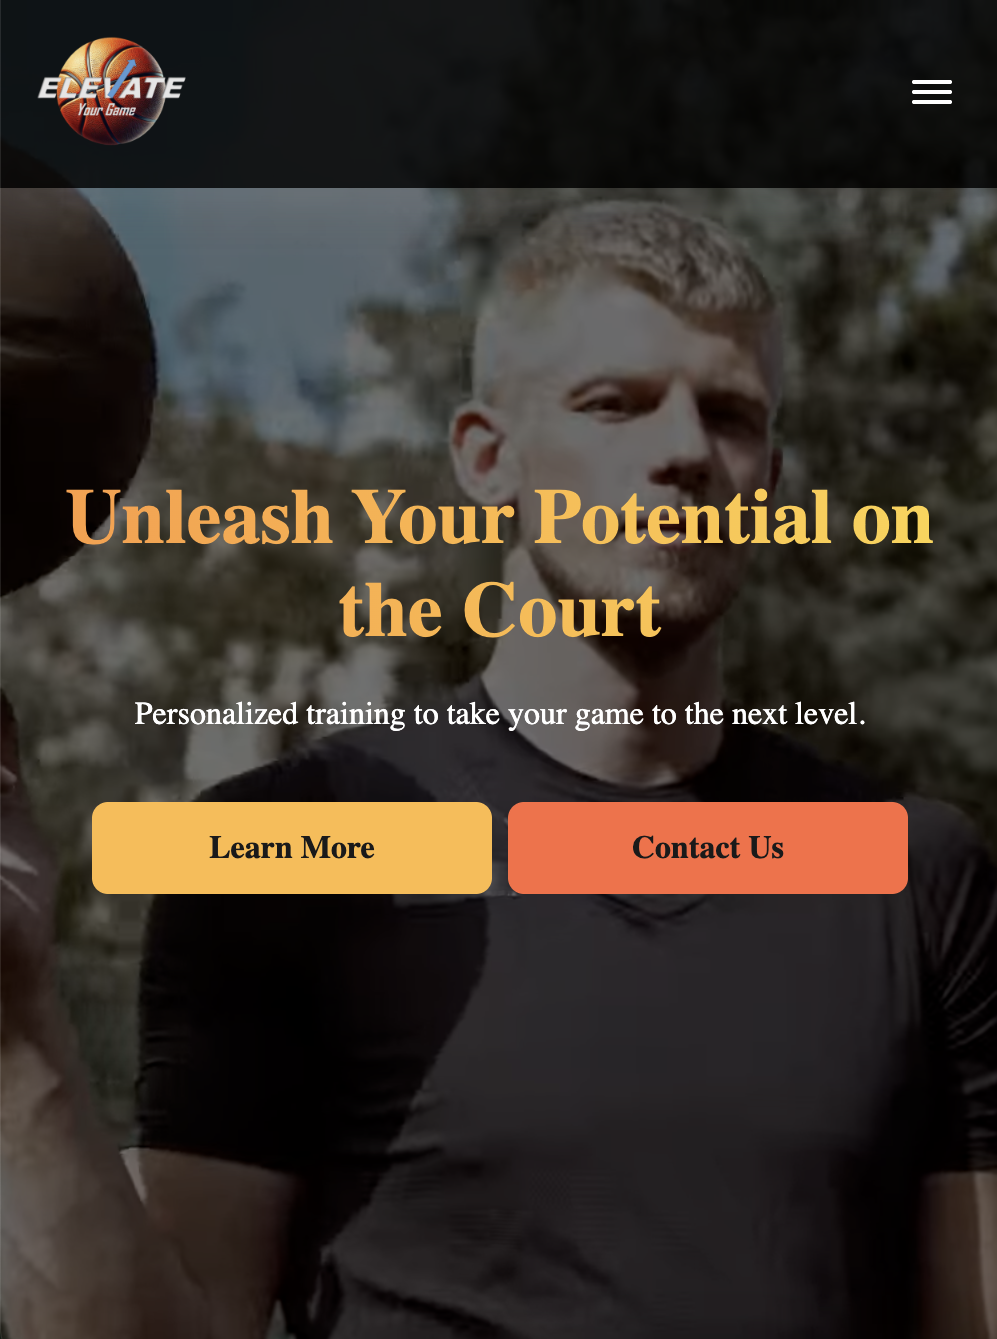 ELEVATE
Your Game
Unleash Your Potential on
the Court
Personalized training to take your game to the next level.
Learn More
Contact Us